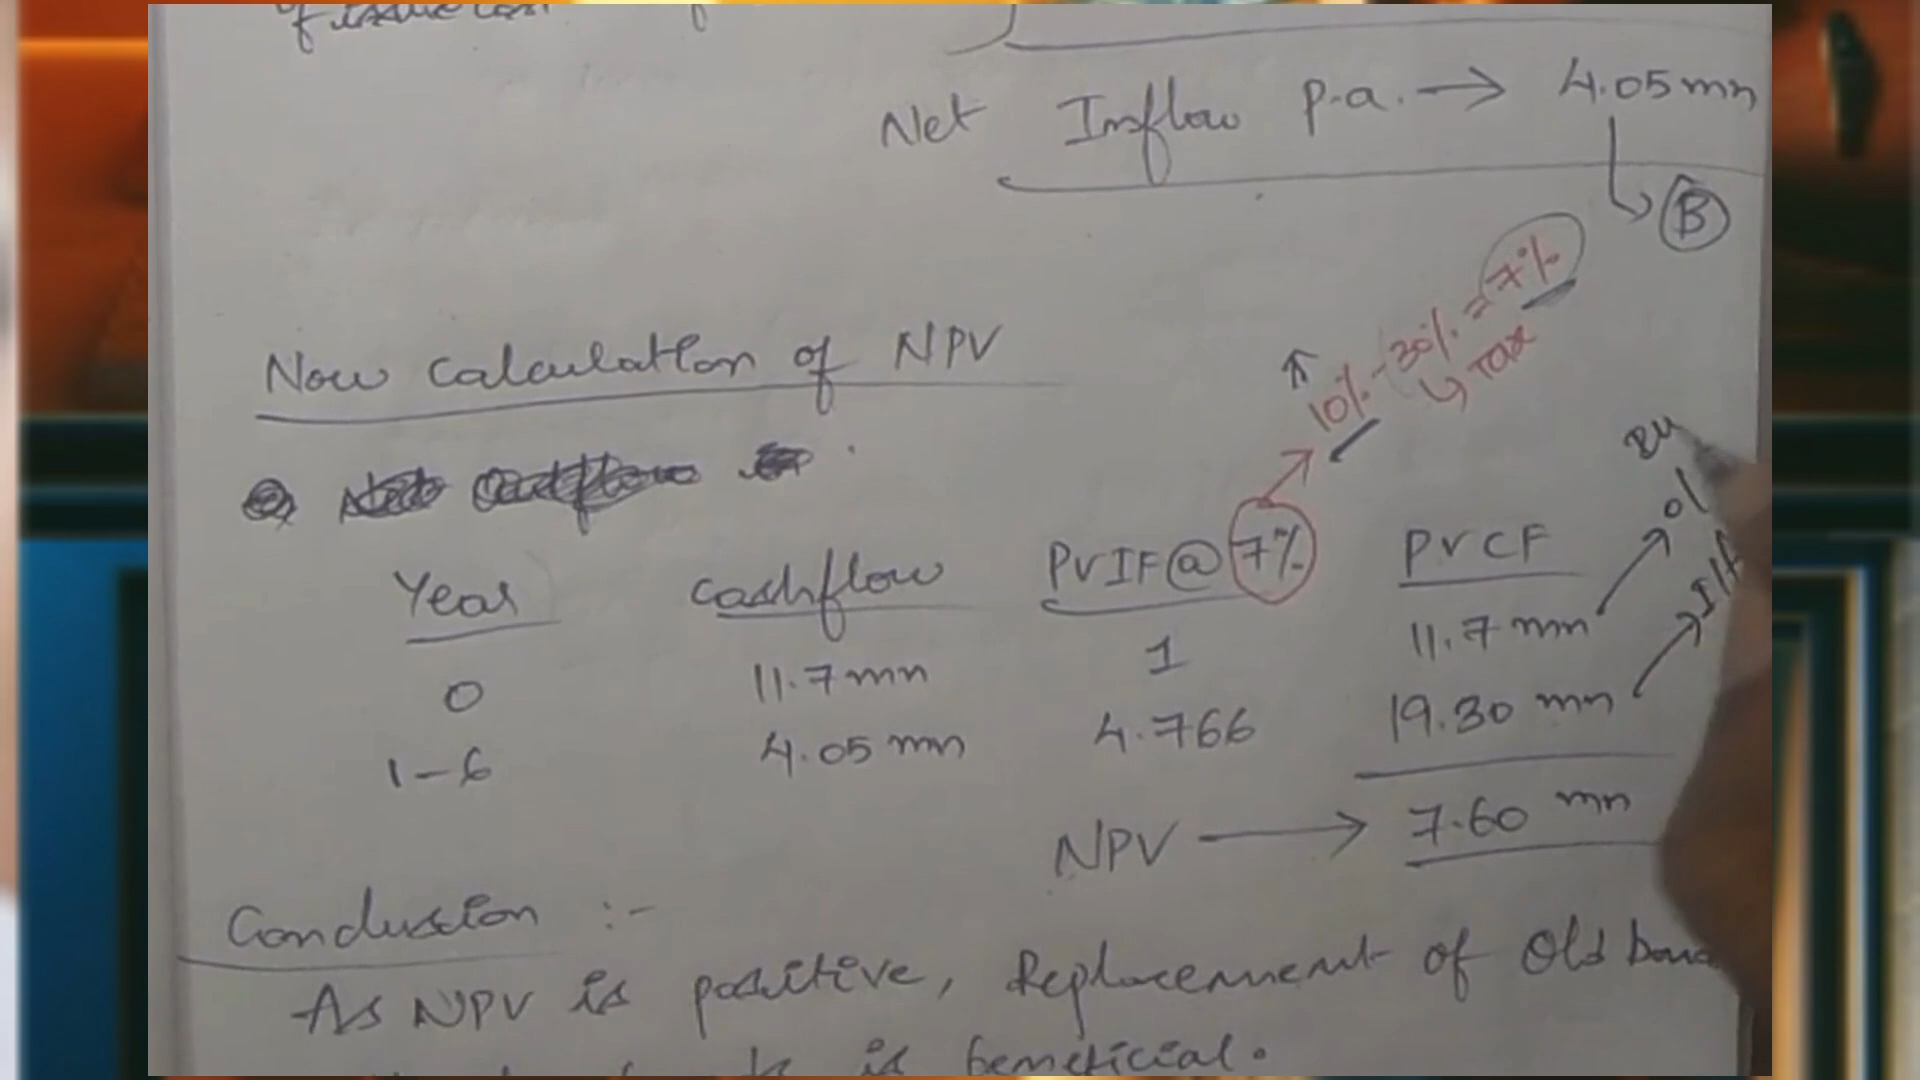 Net Inflow p.a. → 4.05 mn
B
10% - 30% = 7%
↳ Tax
Now Calculation of NPV
Year Cashflow PVIF@7% PVCF
0 11.7 mn 1 11.7 mn → o/
1-6 4.05 mn 4.766 19.30 mn → I/f
NPV → 7.60 mn
Conclusion :-
As NPV is positive, Replacement of Old bond
is beneficial.